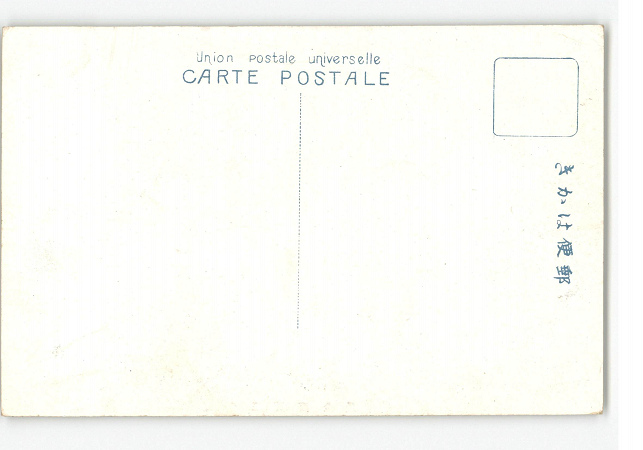 Union postale universelle
CARTE POSTALE
きかは便郵